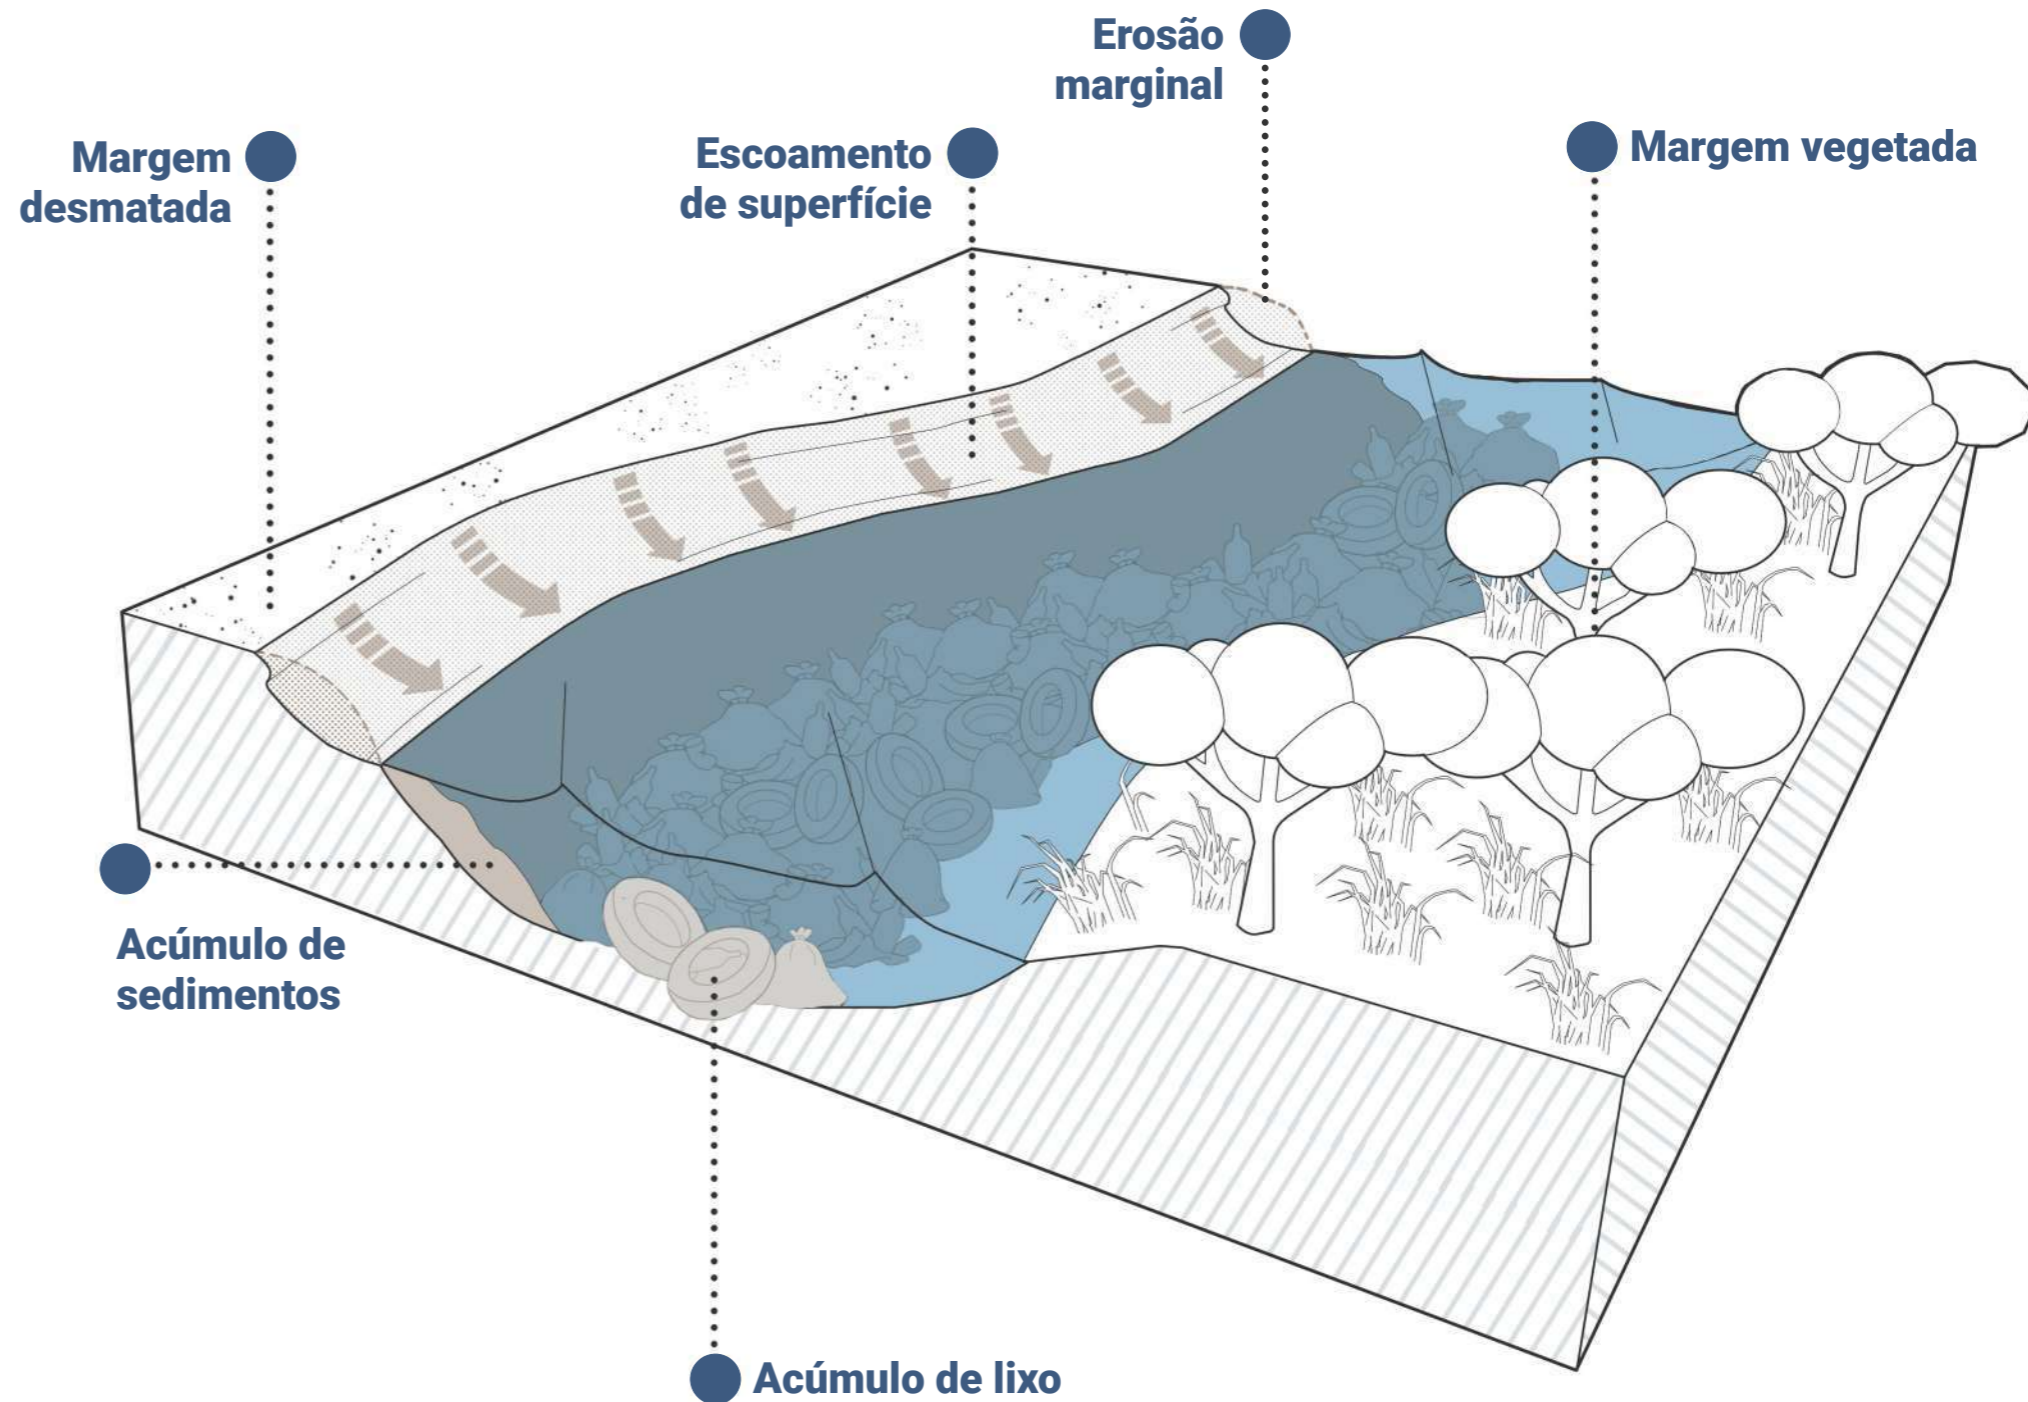 Erosão
marginal
Margem
desmatada
Escoamento
de superfície
Margem vegetada
Acúmulo de
sedimentos
Acúmulo de lixo